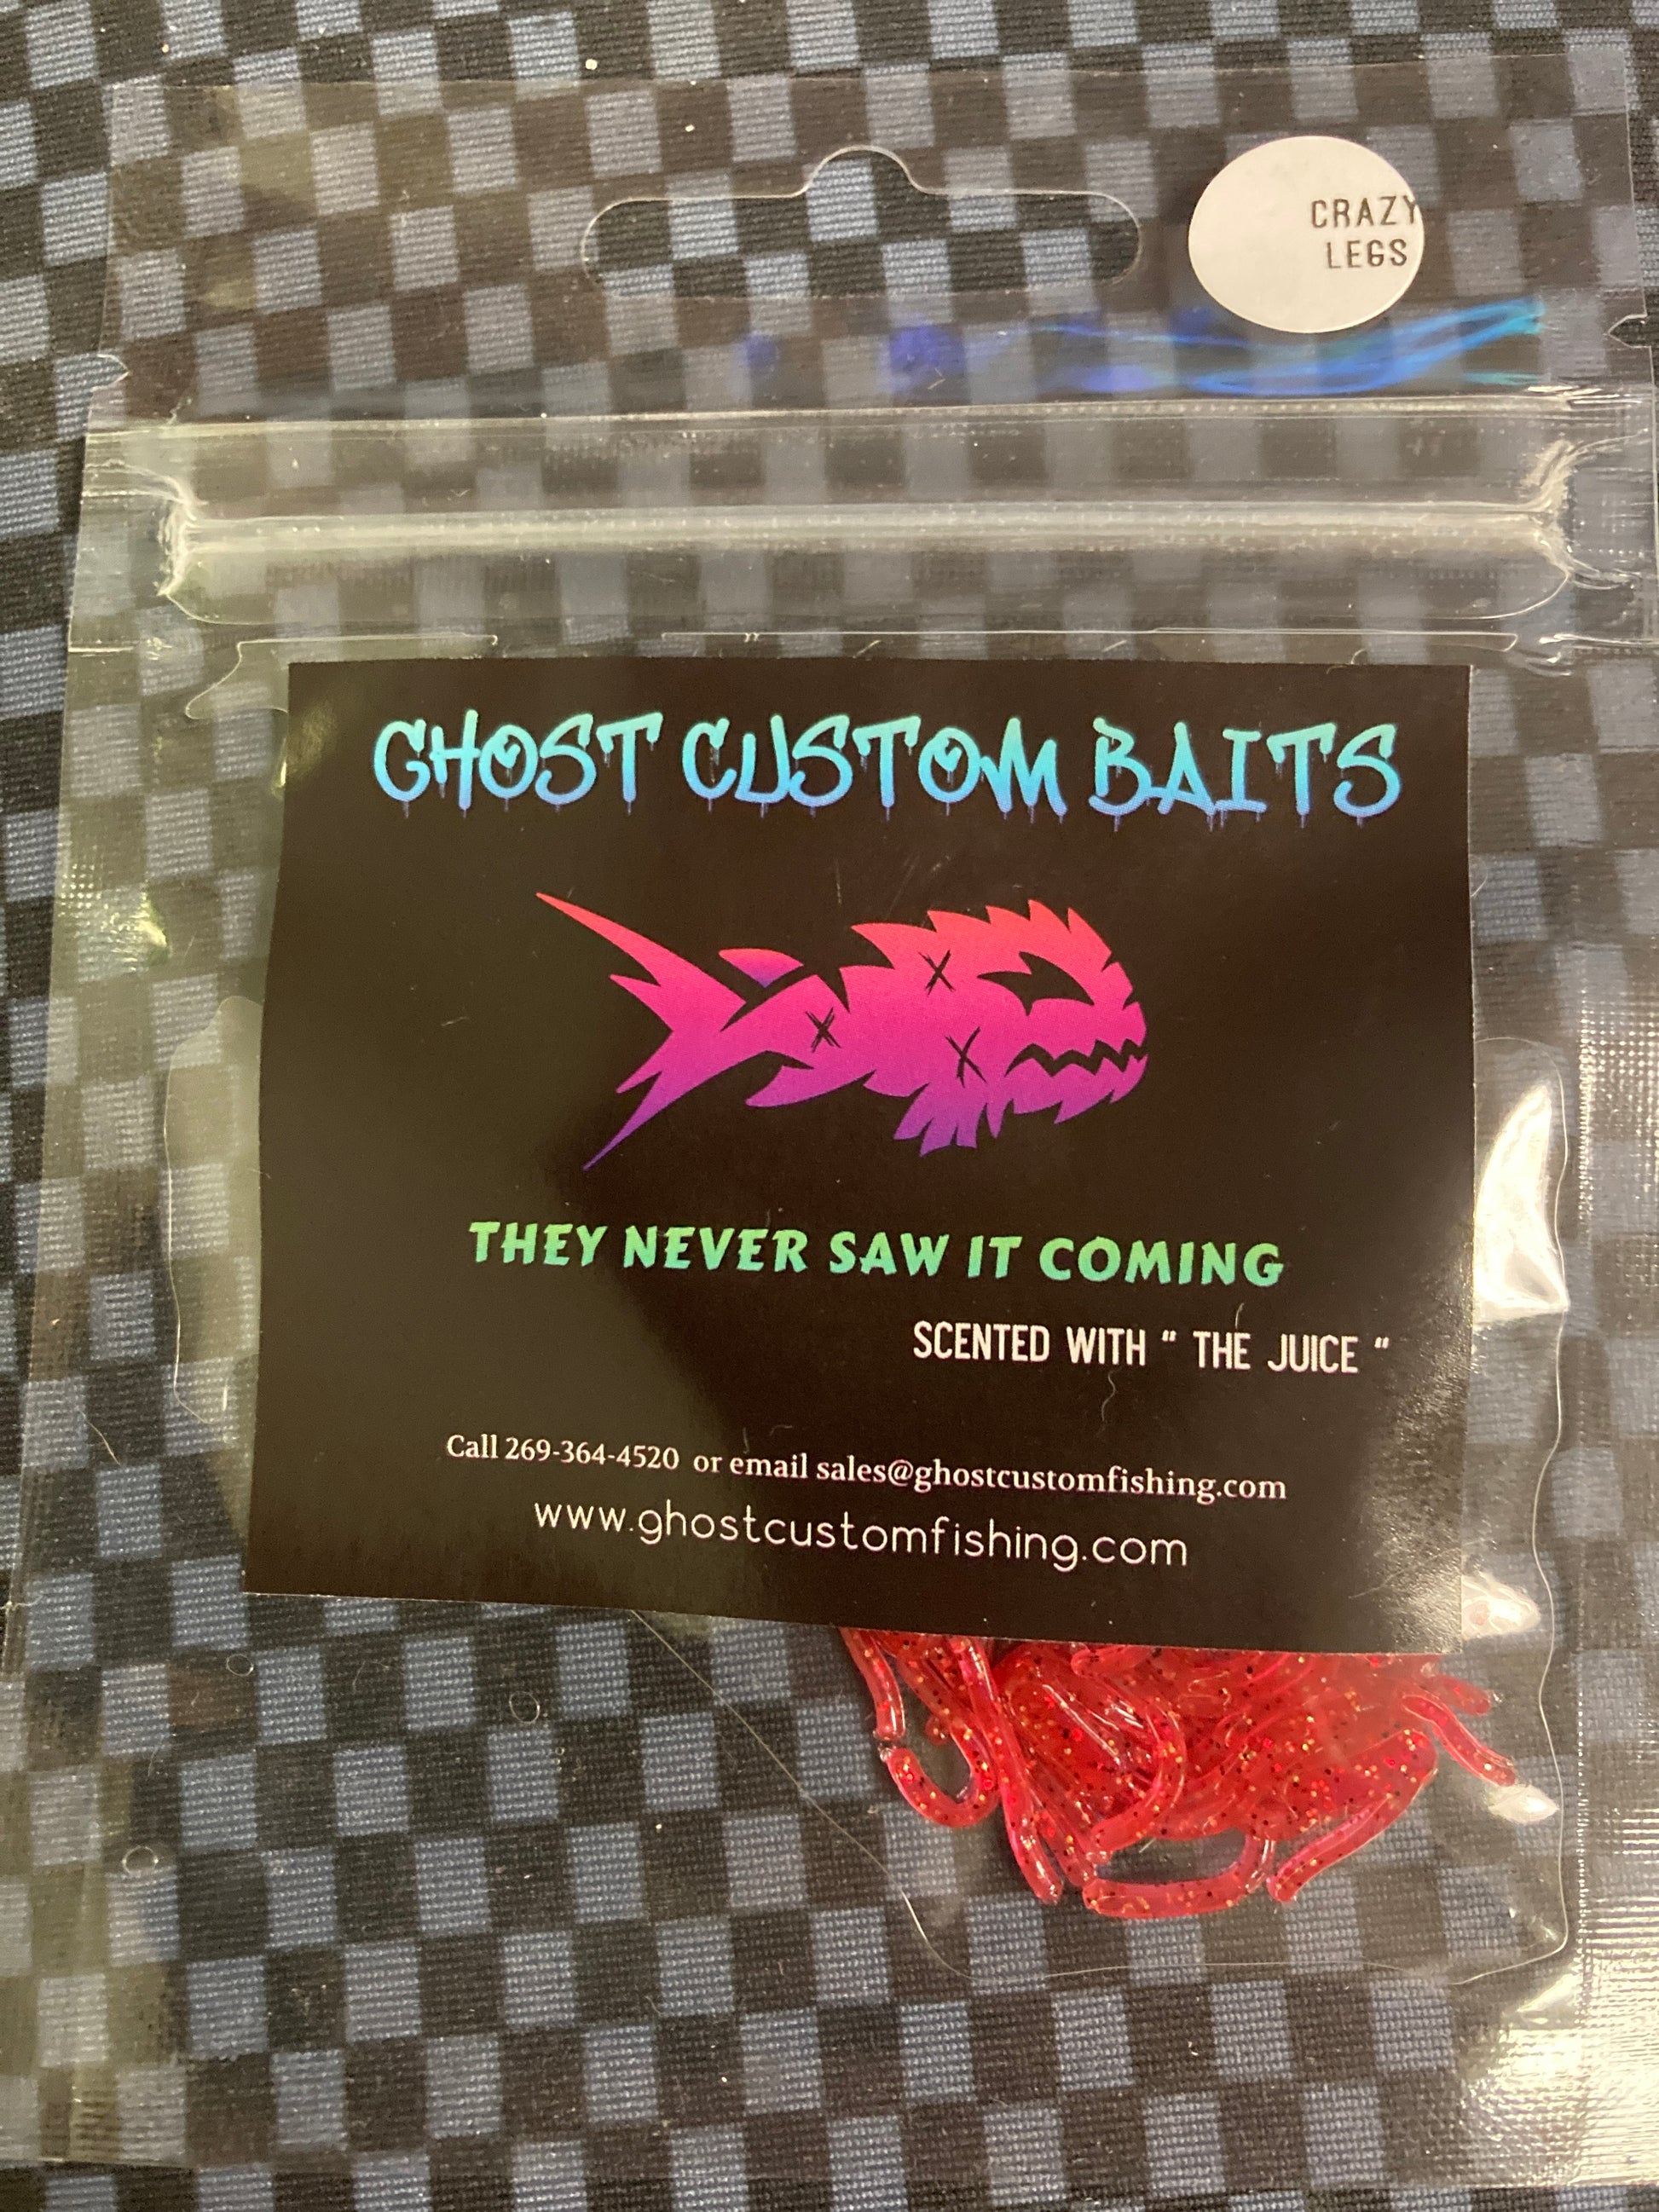 CRAZY
LEGS
GHOST CUSTOM BAITS
THEY NEVER SAW IT COMING
SCENTED WITH " THE JUICE "
Call 269-364-4520 or email sales@ghostcustomfishing.com
www.ghostcustomfishing.com